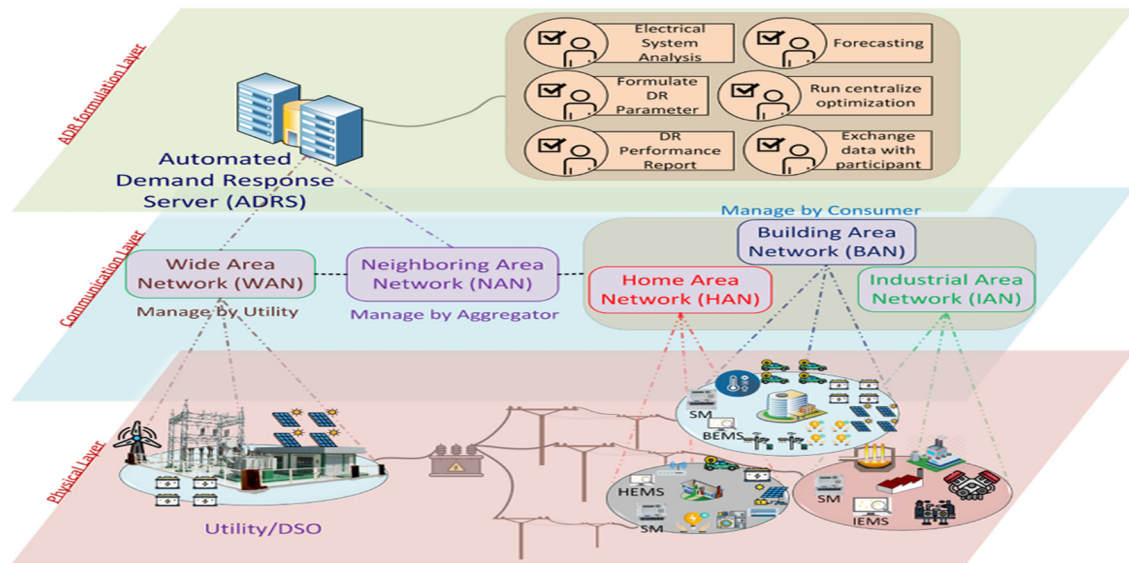 ADR formulation Layer
Electrical
System
Analysis
Forecasting
Formulate
DR
Parameter
Run centralize
optimization
DR
Performance
Report
Exchange
data with
participant
Automated
Demand Response
Server (ADRS)
Communication Layer
Manage by Consumer
Building Area
Network (BAN)
Wide Area
Network (WAN)
Manage by Utility
Neighboring Area
Network (NAN)
Manage by Aggregator
Home Area
Network (HAN)
Industrial Area
Network (IAN)
Physical Layer
SM
BEMS
HEMS
SM
SM
IEMS
Utility/DSO